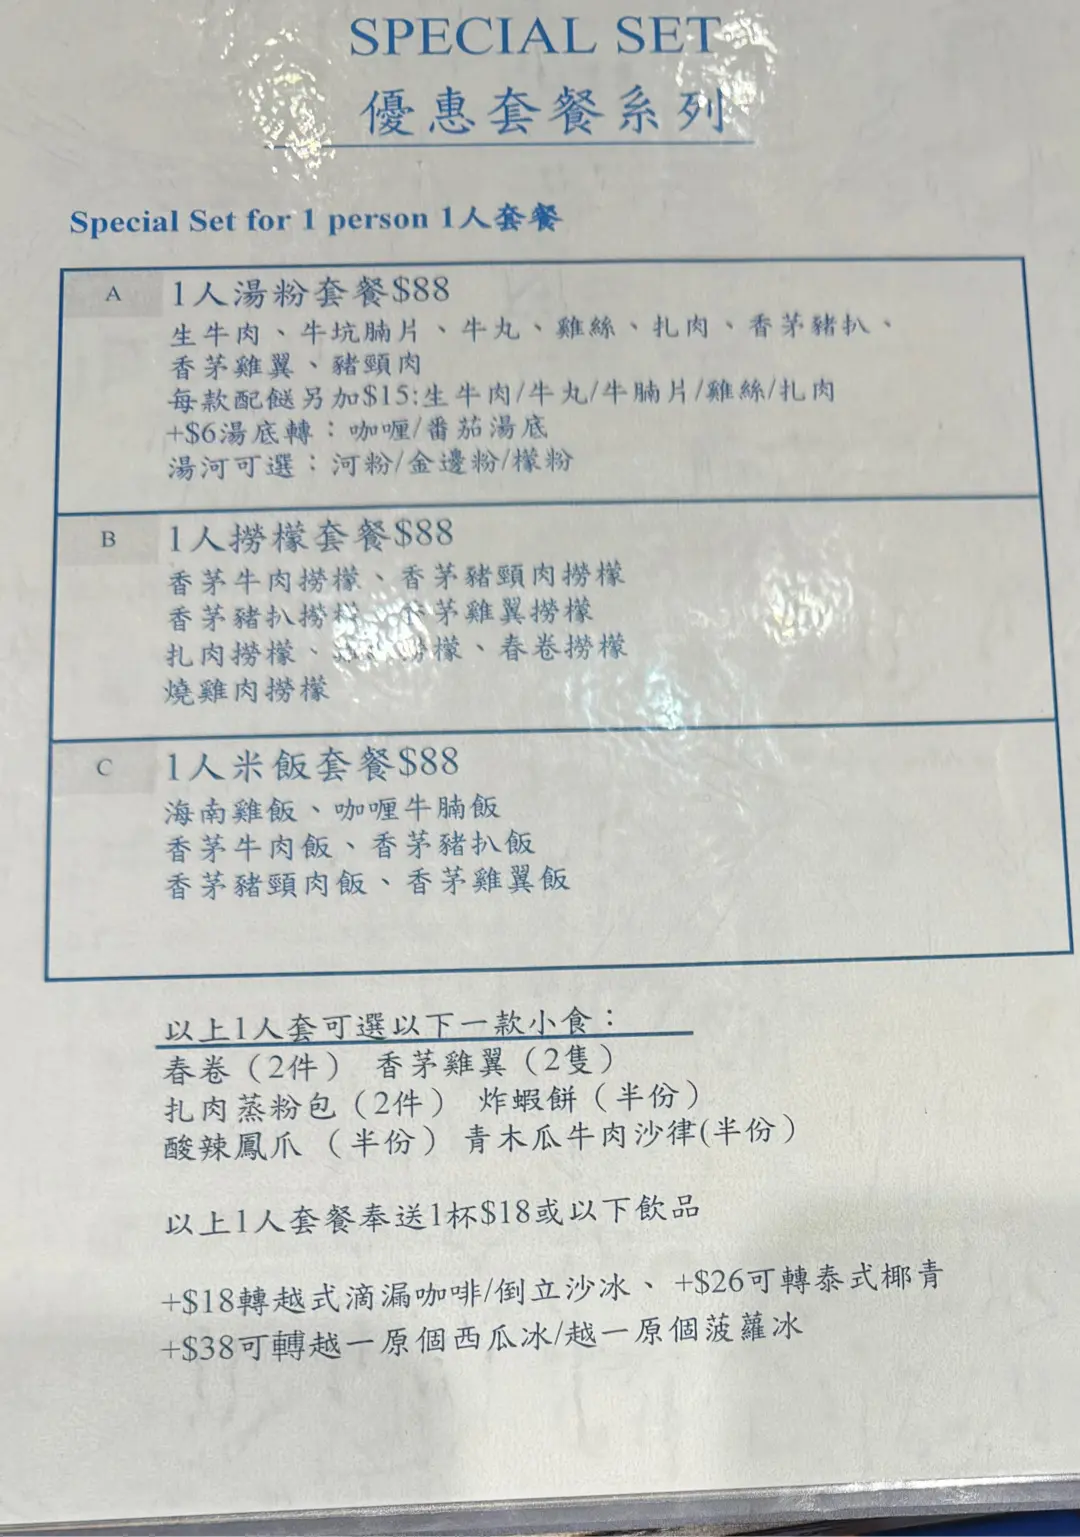 SPECIAL SET
優惠套餐系列
Special Set for 1 person 1人套餐
A 1人湯粉套餐$88
生牛肉、牛坑腩片、牛丸、雞絲、扎肉、香茅豬扒、
香茅雞翼、豬頸肉
每款配餸另加$15:生牛肉/牛丸/牛腩片/雞絲/扎肉
+$6湯底轉：咖喱/番茄湯底
湯河可選：河粉/金邊粉/檬粉
B 1人撈檬套餐$88
香茅牛肉撈檬、香茅豬頸肉撈檬
香茅豬扒撈檬 香茅雞翼撈檬
扎肉撈檬、 撈檬、春卷撈檬
燒雞肉撈檬
C 1人米飯套餐$88
海南雞飯、咖喱牛腩飯
香茅牛肉飯、香茅豬扒飯
香茅豬頸肉飯、香茅雞翼飯
以上1人套可選以下一款小食：
春卷（2件） 香茅雞翼（2隻）
扎肉蒸粉包（2件） 炸蝦餅（半份）
酸辣鳳爪 （半份） 青木瓜牛肉沙律(半份）
以上1人套餐奉送1杯$18或以下飲品
+$18轉越式滴漏咖啡/倒立沙冰、 +$26可轉泰式椰青
+$38可轉越一原個西瓜冰/越一原個菠蘿冰